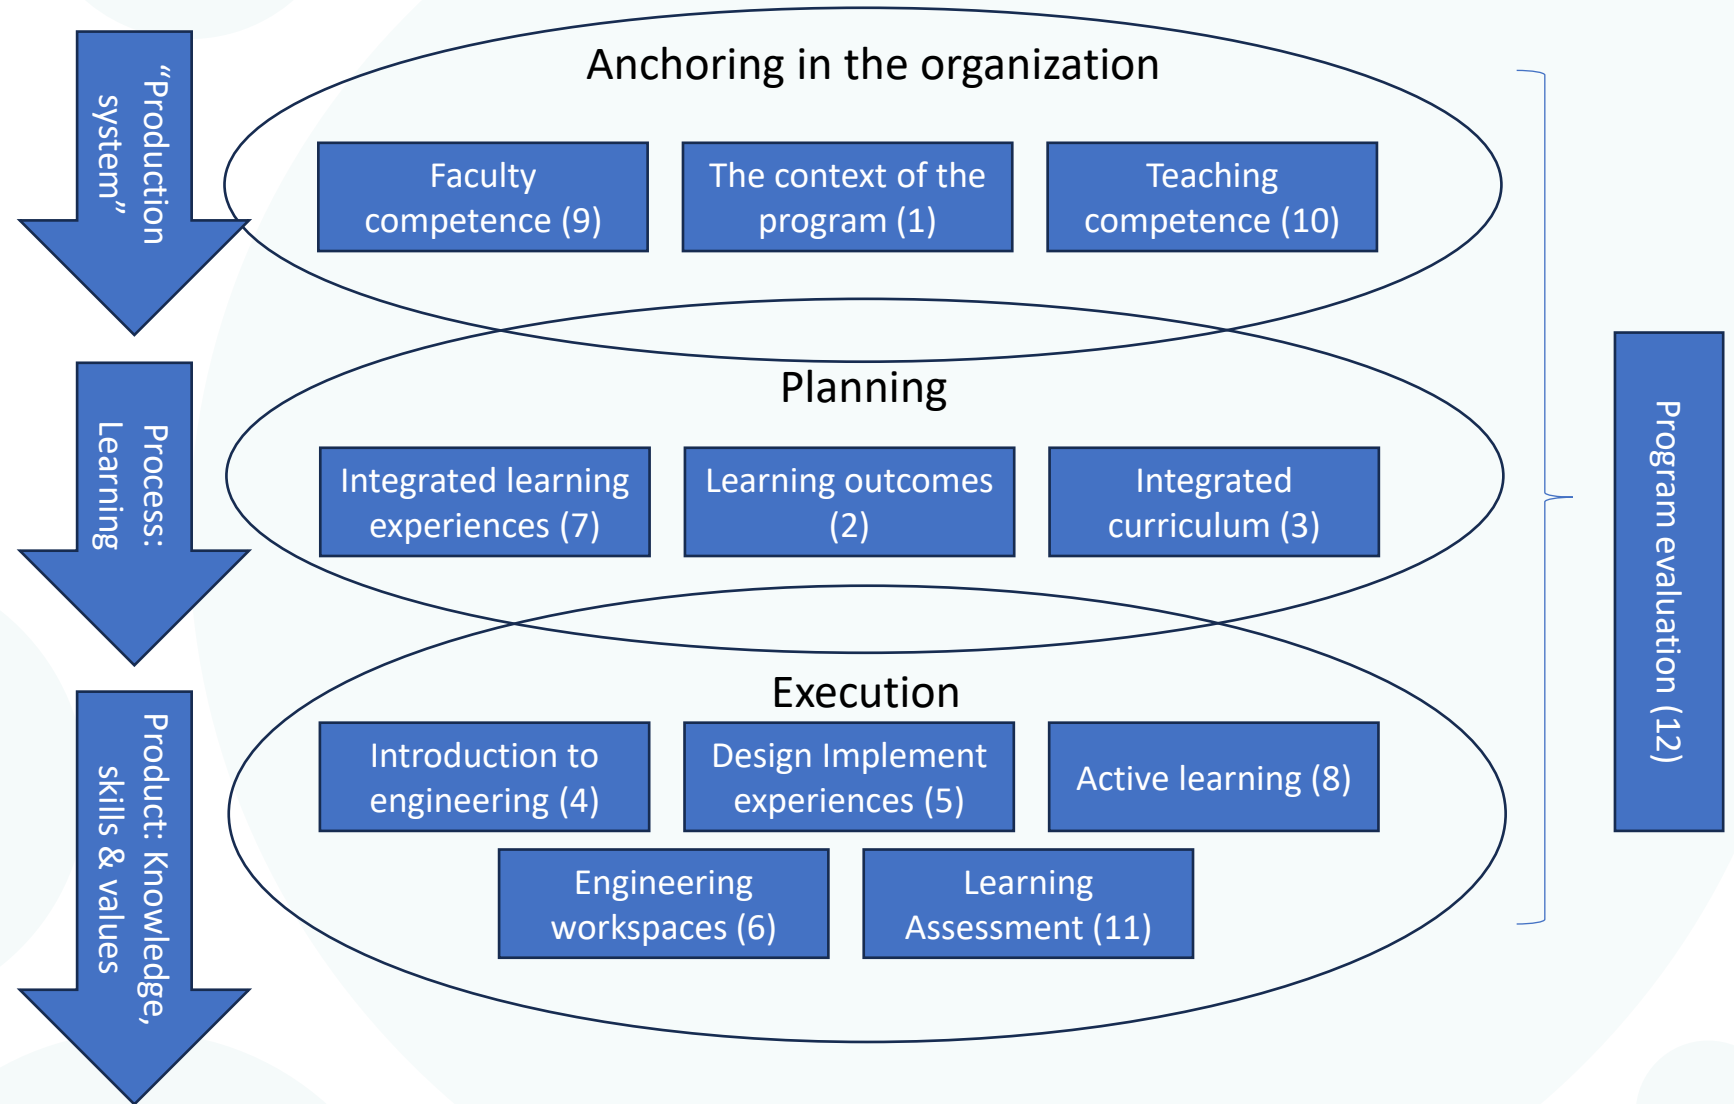 “Production
system”
Anchoring in the organization
Faculty
competence (9)
The context of the
program (1)
Teaching
competence (10)
Process:
Learning
Planning
Integrated learning
experiences (7)
Learning outcomes
(2)
Integrated
curriculum (3)
Product: Knowledge,
skills & values
Execution
Introduction to
engineering (4)
Design Implement
experiences (5)
Active learning (8)
Engineering
workspaces (6)
Learning
Assessment (11)
Program evaluation (12)